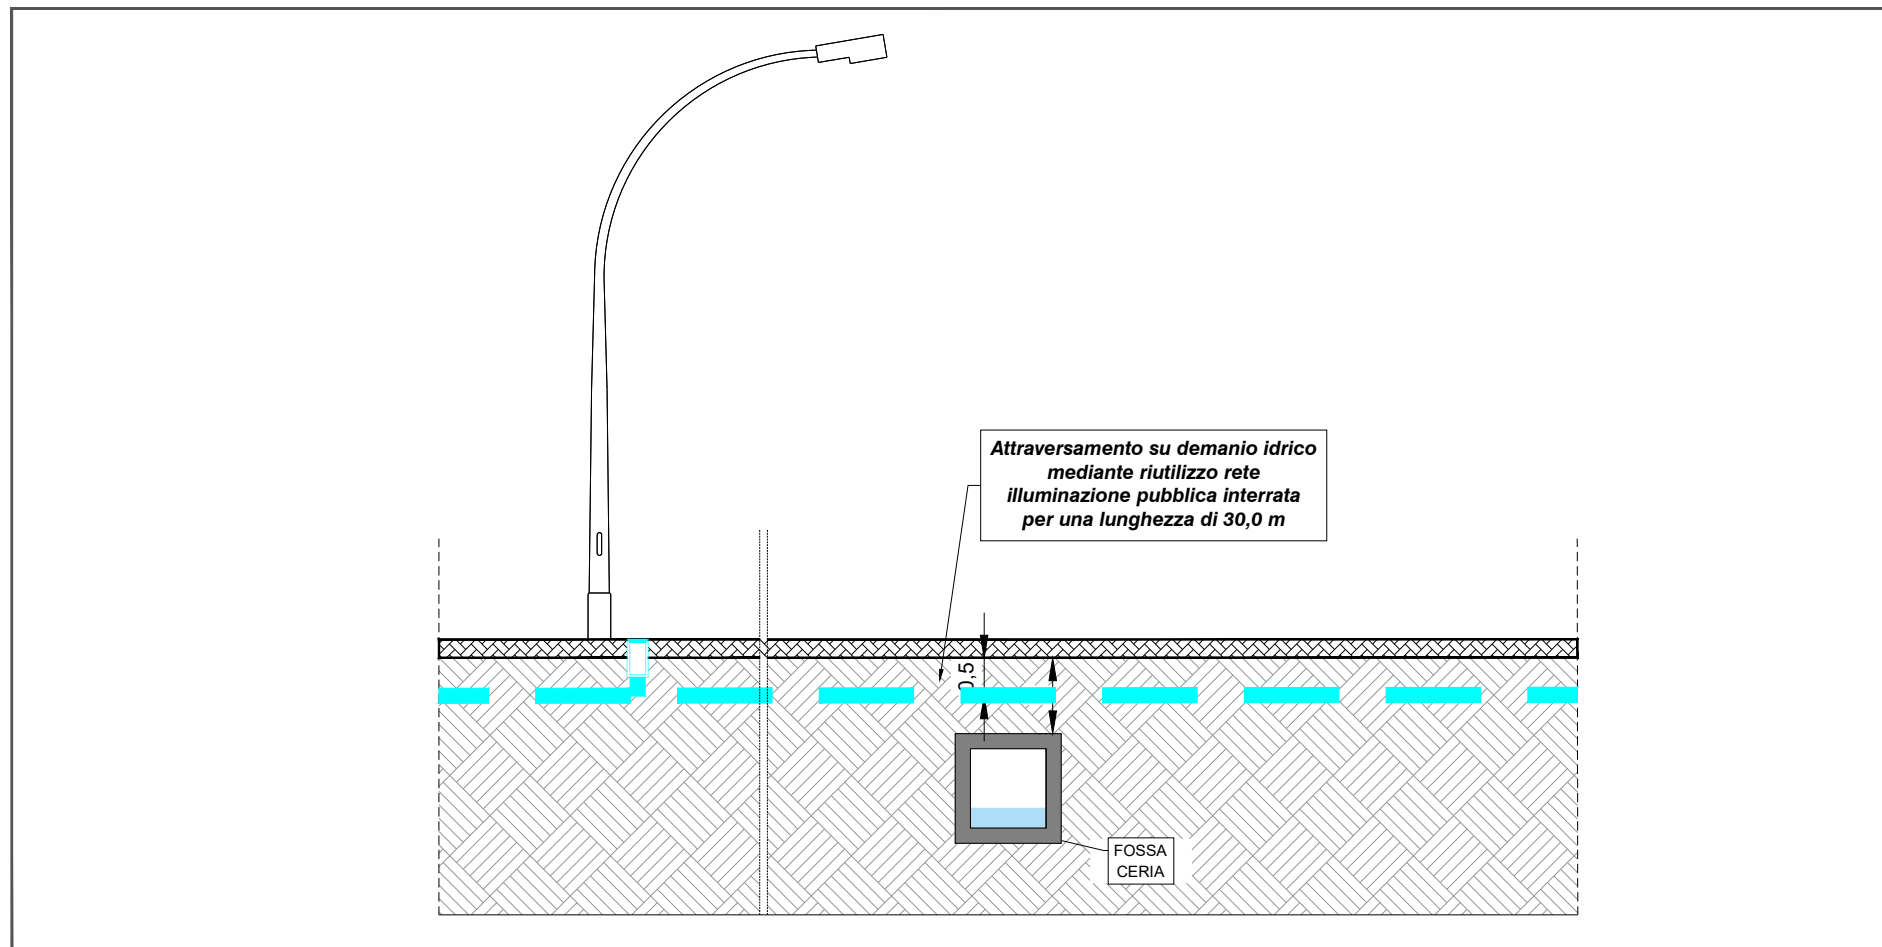 Attraversamento su demanio idrico
mediante riutilizzo rete
illuminazione pubblica interrata
per una lunghezza di 30,0 m
0,5
FOSSA
CERIA